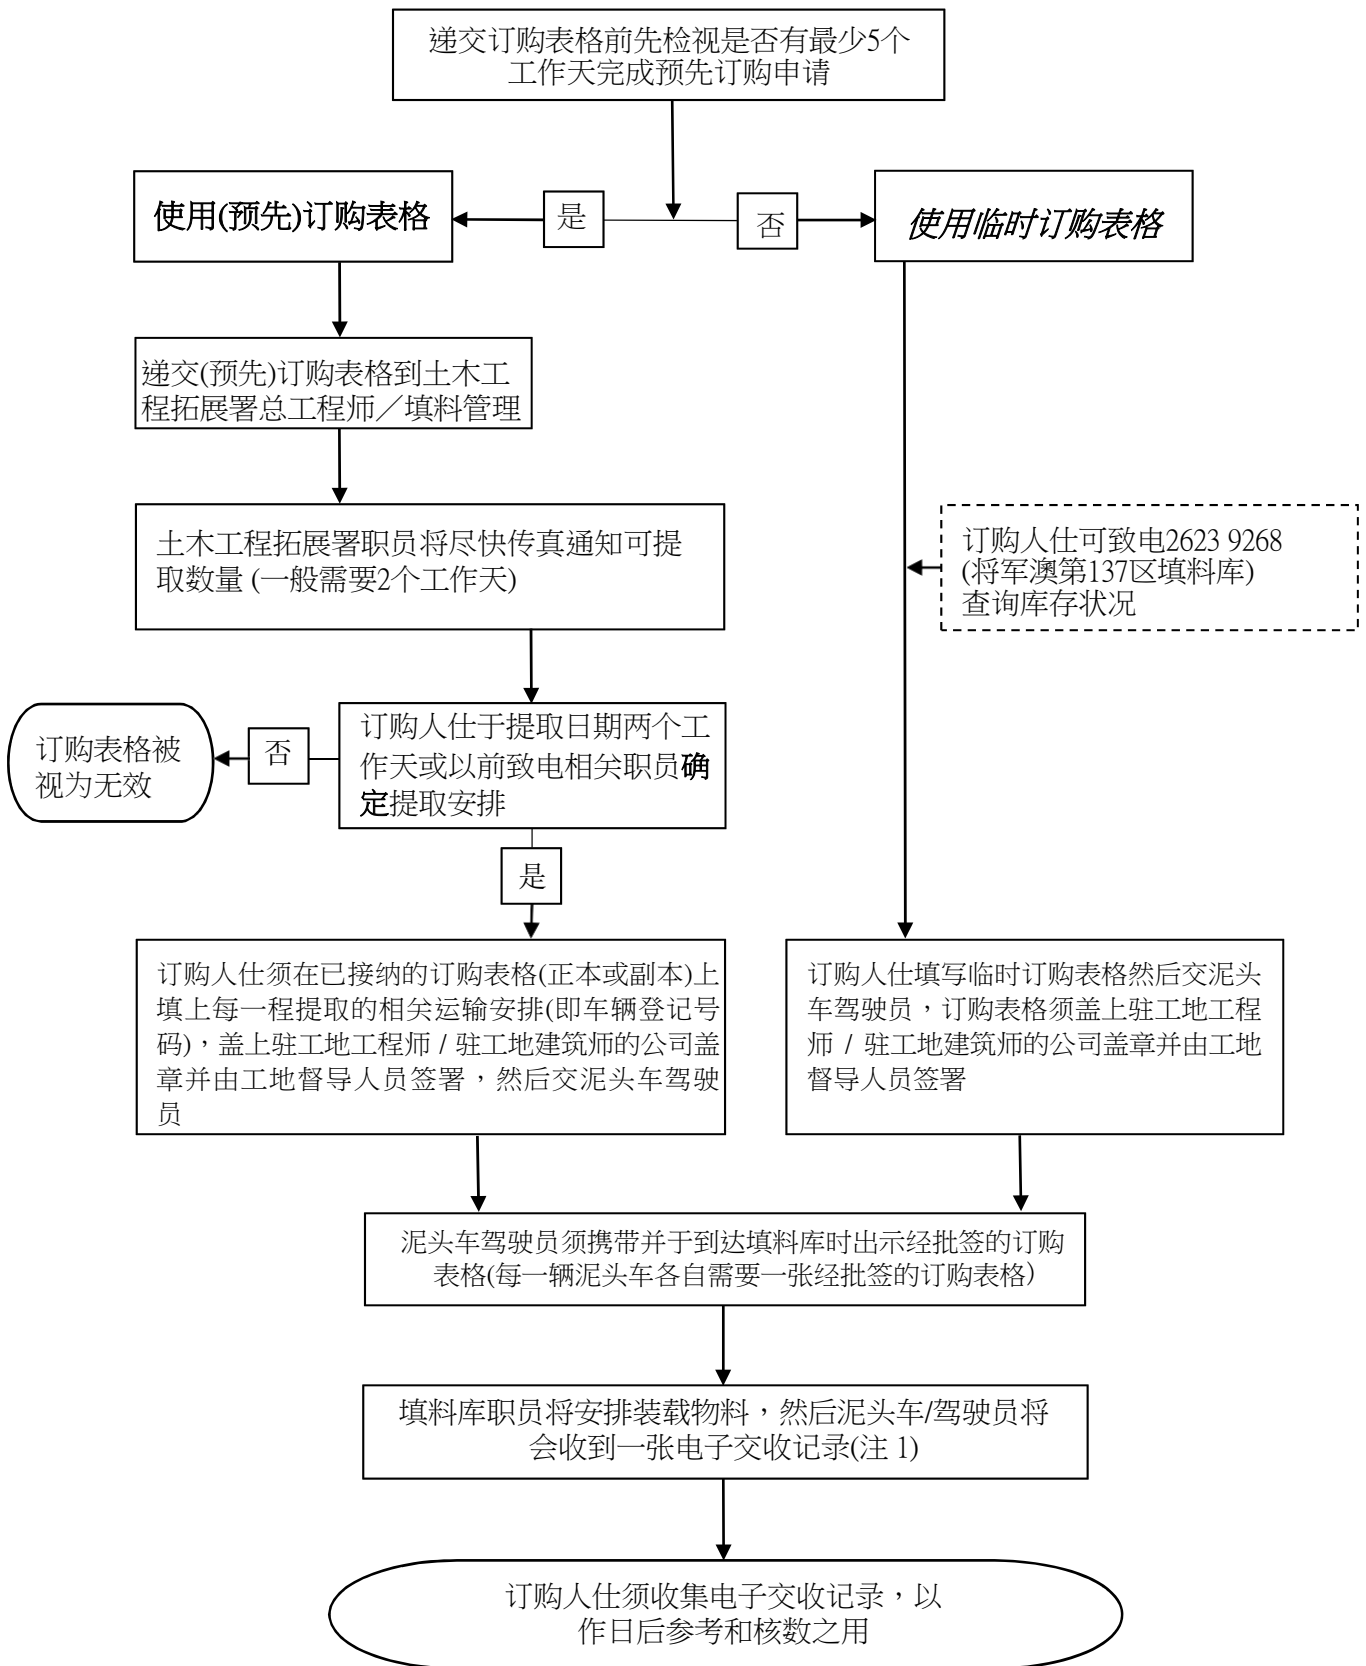 递交订购表格前先检视是否有最少5个
工作天完成预先订购申请
使用(预先)订购表格
是
否
使用临时订购表格
递交(预先)订购表格到土木工
程拓展署总工程师／填料管理
土木工程拓展署职员将尽快传真通知可提
取数量 (一般需要2个工作天)
订购人仕可致电2623 9268
(将军澳第137区填料库)
查询库存状况
订购表格被
视为无效
否
订购人仕于提取日期两个工
作天或以前致电相关职员确
定提取安排
是
订购人仕须在已接纳的订购表格(正本或副本)上
填上每一程提取的相关运输安排(即车辆登记号
码)，盖上驻工地工程师 / 驻工地建筑师的公司盖
章并由工地督导人员签署，然后交泥头车驾驶
员
订购人仕填写临时订购表格然后交泥头
车驾驶员，订购表格须盖上驻工地工程
师 / 驻工地建筑师的公司盖章并由工地
督导人员签署
泥头车驾驶员须携带并于到达填料库时出示经批签的订购
表格(每一辆泥头车各自需要一张经批签的订购表格）
填料库职员将安排装载物料，然后泥头车/驾驶员将
会收到一张电子交收记录(注 1)
订购人仕须收集电子交收记录，以
作日后参考和核数之用